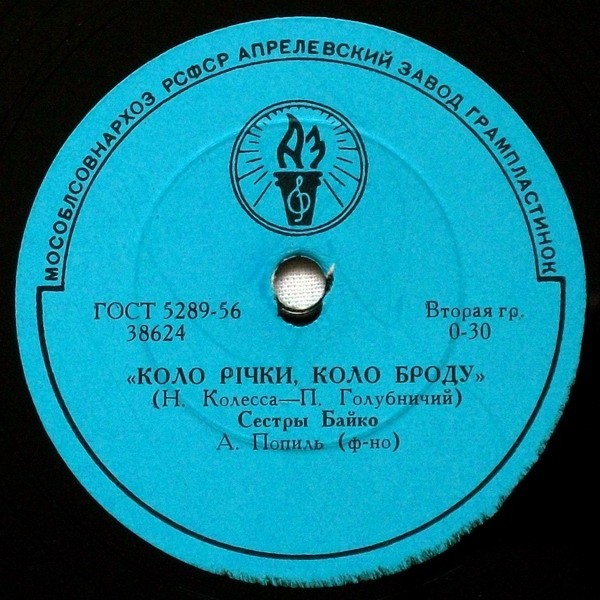 МОСОБЛСОВНАРХОЗ РСФСР АПРЕЛЕВСКИЙ ЗАВОД ГРАМПЛАСТИНОК
АЗ
ГОСТ 5289-56
38624
Вторая гр.
0-30
«КОЛО РІЧКИ, КОЛО БРОДУ»
(Н. Колесса—П. Голубничий)
Сестры Байко
А. Попиль (ф-но)